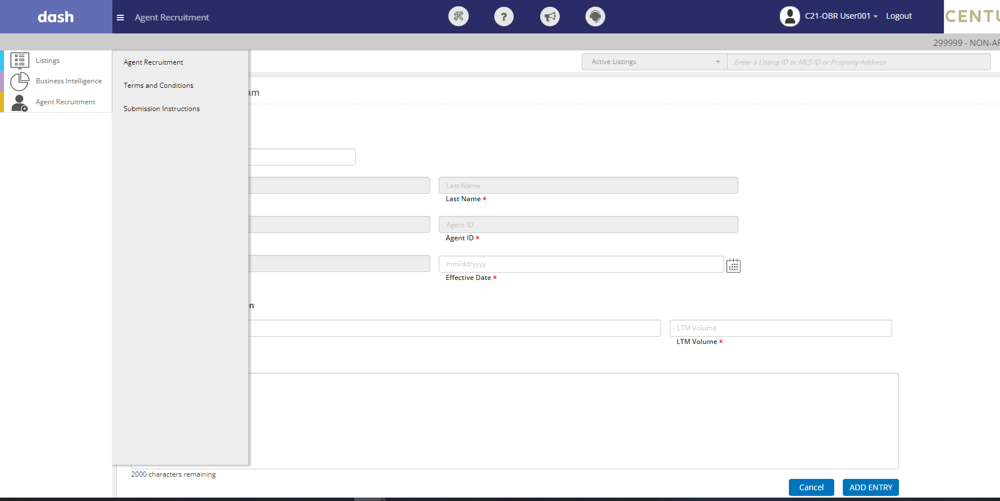 dash
Agent Recruitment
?
C21-OBR User001
Logout
CENTU
299999 - NON-AF
Listings
Business Intelligence
Agent Recruitment
Agent Recruitment
Terms and Conditions
Submission Instructions
Active Listings
Enter a Listing ID or MLS ID or Property Address
am
Last Name
Last Name *
Agent ID
Agent ID *
mm/dd/yyyy
Effective Date *
on
LTM Volume
LTM Volume *
2000 characters remaining
Cancel
ADD ENTRY